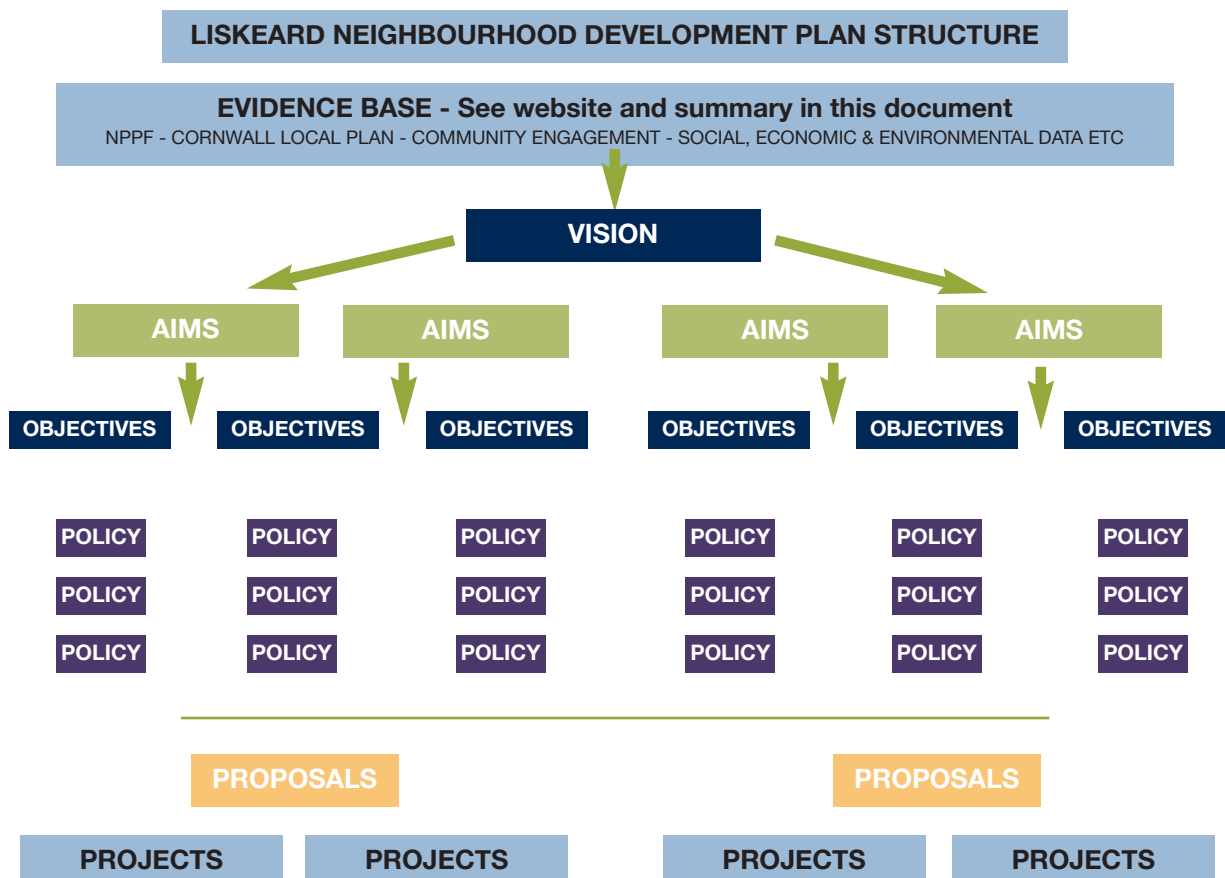 LISKEARD NEIGHBOURHOOD DEVELOPMENT PLAN STRUCTURE
EVIDENCE BASE - See website and summary in this document
NPPF - CORNWALL LOCAL PLAN - COMMUNITY ENGAGEMENT - SOCIAL, ECONOMIC & ENVIRONMENTAL DATA ETC
VISION
AIMS AIMS AIMS AIMS
OBJECTIVES OBJECTIVES OBJECTIVES OBJECTIVES OBJECTIVES OBJECTIVES
POLICY POLICY POLICY POLICY POLICY POLICY
POLICY POLICY POLICY POLICY POLICY POLICY
POLICY POLICY POLICY POLICY POLICY POLICY
PROPOSALS PROPOSALS
PROJECTS PROJECTS PROJECTS PROJECTS